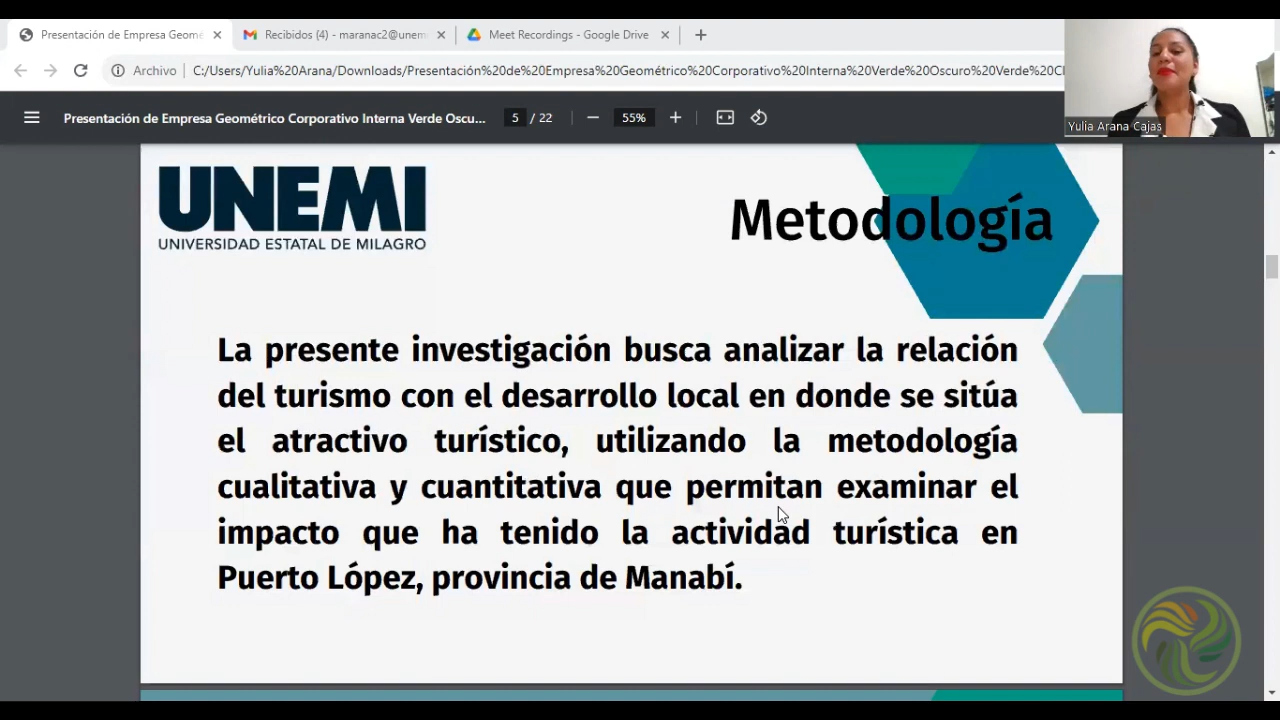 Presentación de Empresa Geomé
Recibidos (4) - maranac2@unem
Meet Recordings - Google Drive
Archivo
C:/Users/Yulia%20Arana/Downloads/Presentación%20de%20Empresa%20Geométrico%20Corporativo%20Interna%20Verde%20Oscuro%20Verde%20Cl
Yulia Arana Cajas
Presentación de Empresa Geométrico Corporativo Interna Verde Oscu...
5 / 22
55%
UNEMI
UNIVERSIDAD ESTATAL DE MILAGRO
Metodología
La presente investigación busca analizar la relación
del turismo con el desarrollo local en donde se sitúa
el atractivo turístico, utilizando la metodología
cualitativa y cuantitativa que permitan examinar el
impacto que ha tenido la actividad turística en
Puerto López, provincia de Manabí.